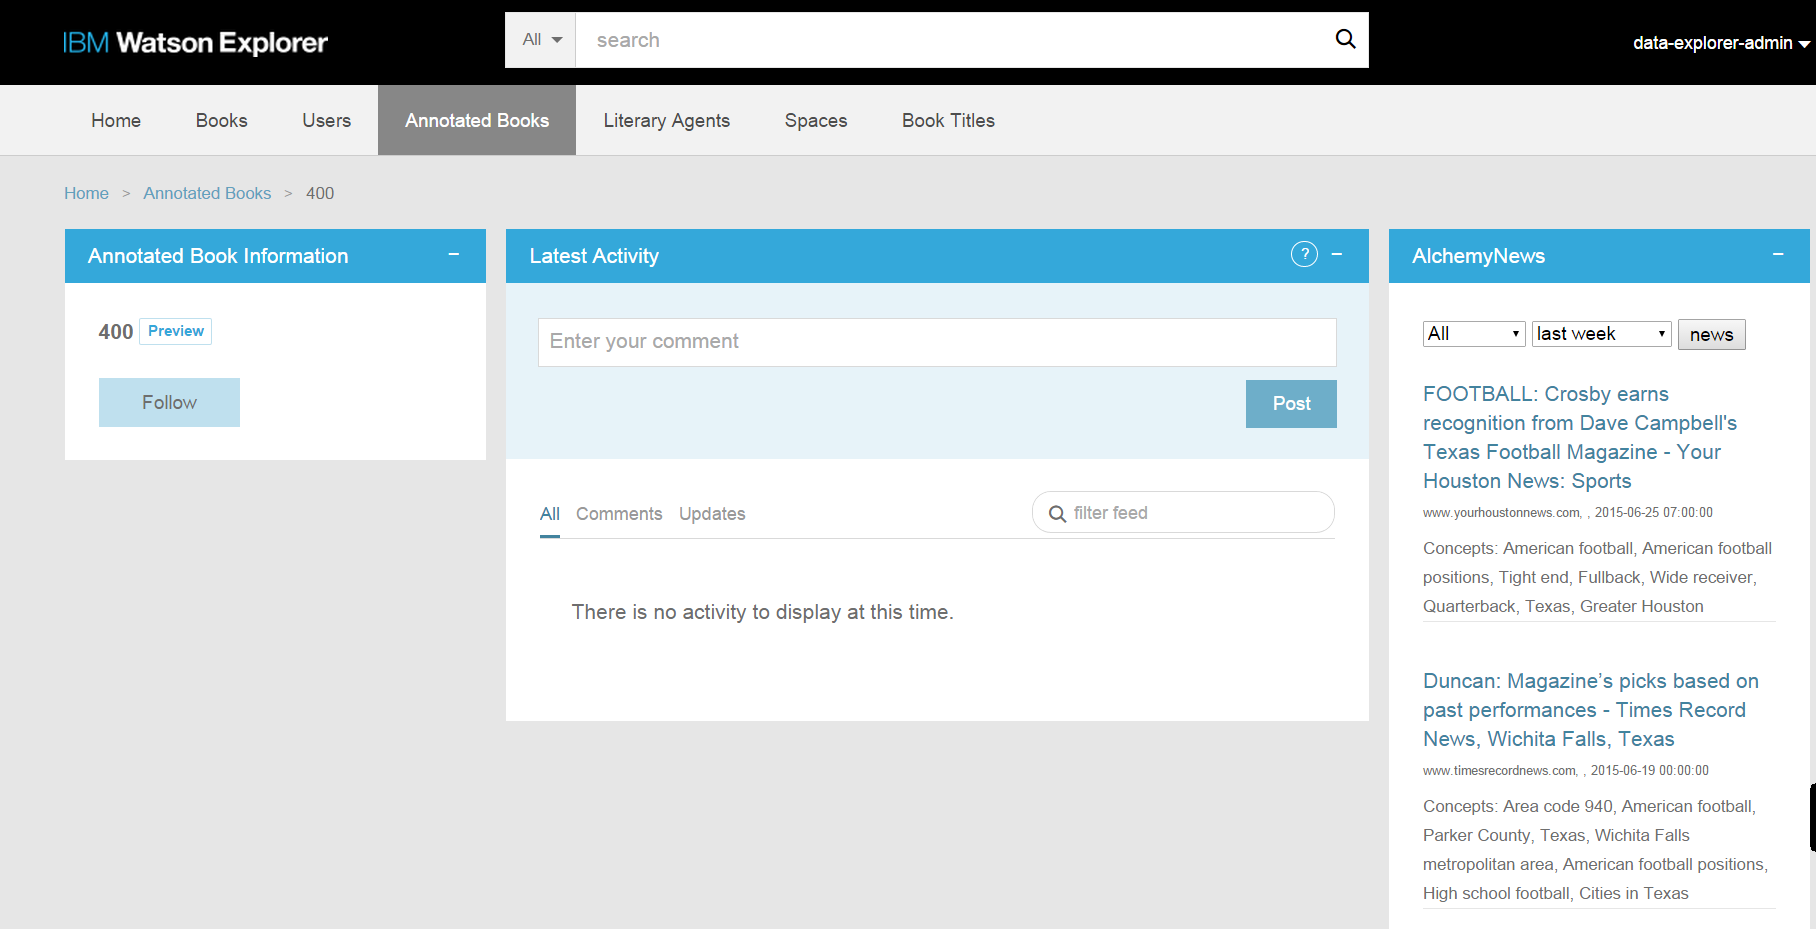 IBM Watson Explorer
All
search
data-explorer-admin
Home
Books
Users
Annotated Books
Literary Agents
Spaces
Book Titles
Home > Annotated Books > 400
Annotated Book Information
400 Preview
Follow
Latest Activity
?
Enter your comment
Post
All
Comments
Updates
filter feed
There is no activity to display at this time.
AlchemyNews
All
last week
news
FOOTBALL: Crosby earns
recognition from Dave Campbell's
Texas Football Magazine - Your
Houston News: Sports
www.yourhoustonnews.com, , 2015-06-25 07:00:00
Concepts: American football, American football
positions, Tight end, Fullback, Wide receiver,
Quarterback, Texas, Greater Houston
Duncan: Magazine’s picks based on
past performances - Times Record
News, Wichita Falls, Texas
www.timesrecordnews.com, , 2015-06-19 00:00:00
Concepts: Area code 940, American football,
Parker County, Texas, Wichita Falls
metropolitan area, American football positions,
High school football, Cities in Texas